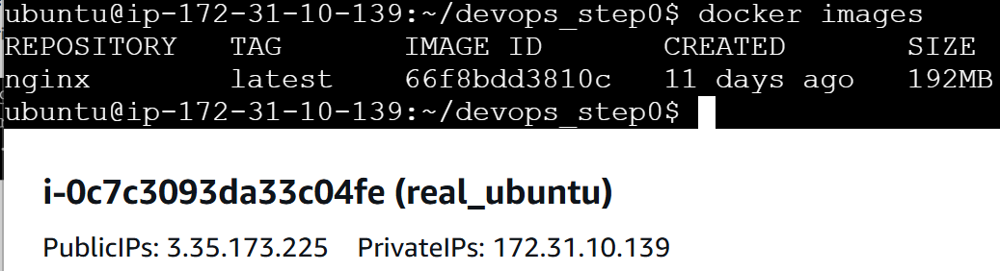 ubuntu@ip-172-31-10-139:~/devops_step0$ docker images
REPOSITORY TAG IMAGE ID CREATED SIZE
nginx latest 66f8bdd3810c 11 days ago 192MB
ubuntu@ip-172-31-10-139:~/devops_step0$
i-0c7c3093da33c04fe (real_ubuntu)
PublicIPs: 3.35.173.225 PrivateIPs: 172.31.10.139